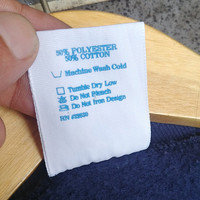 50% POLYESTER
50% COTTON
Machine Wash Cold
Tumble Dry Low
Do Not Bleach
Do Not Iron Design